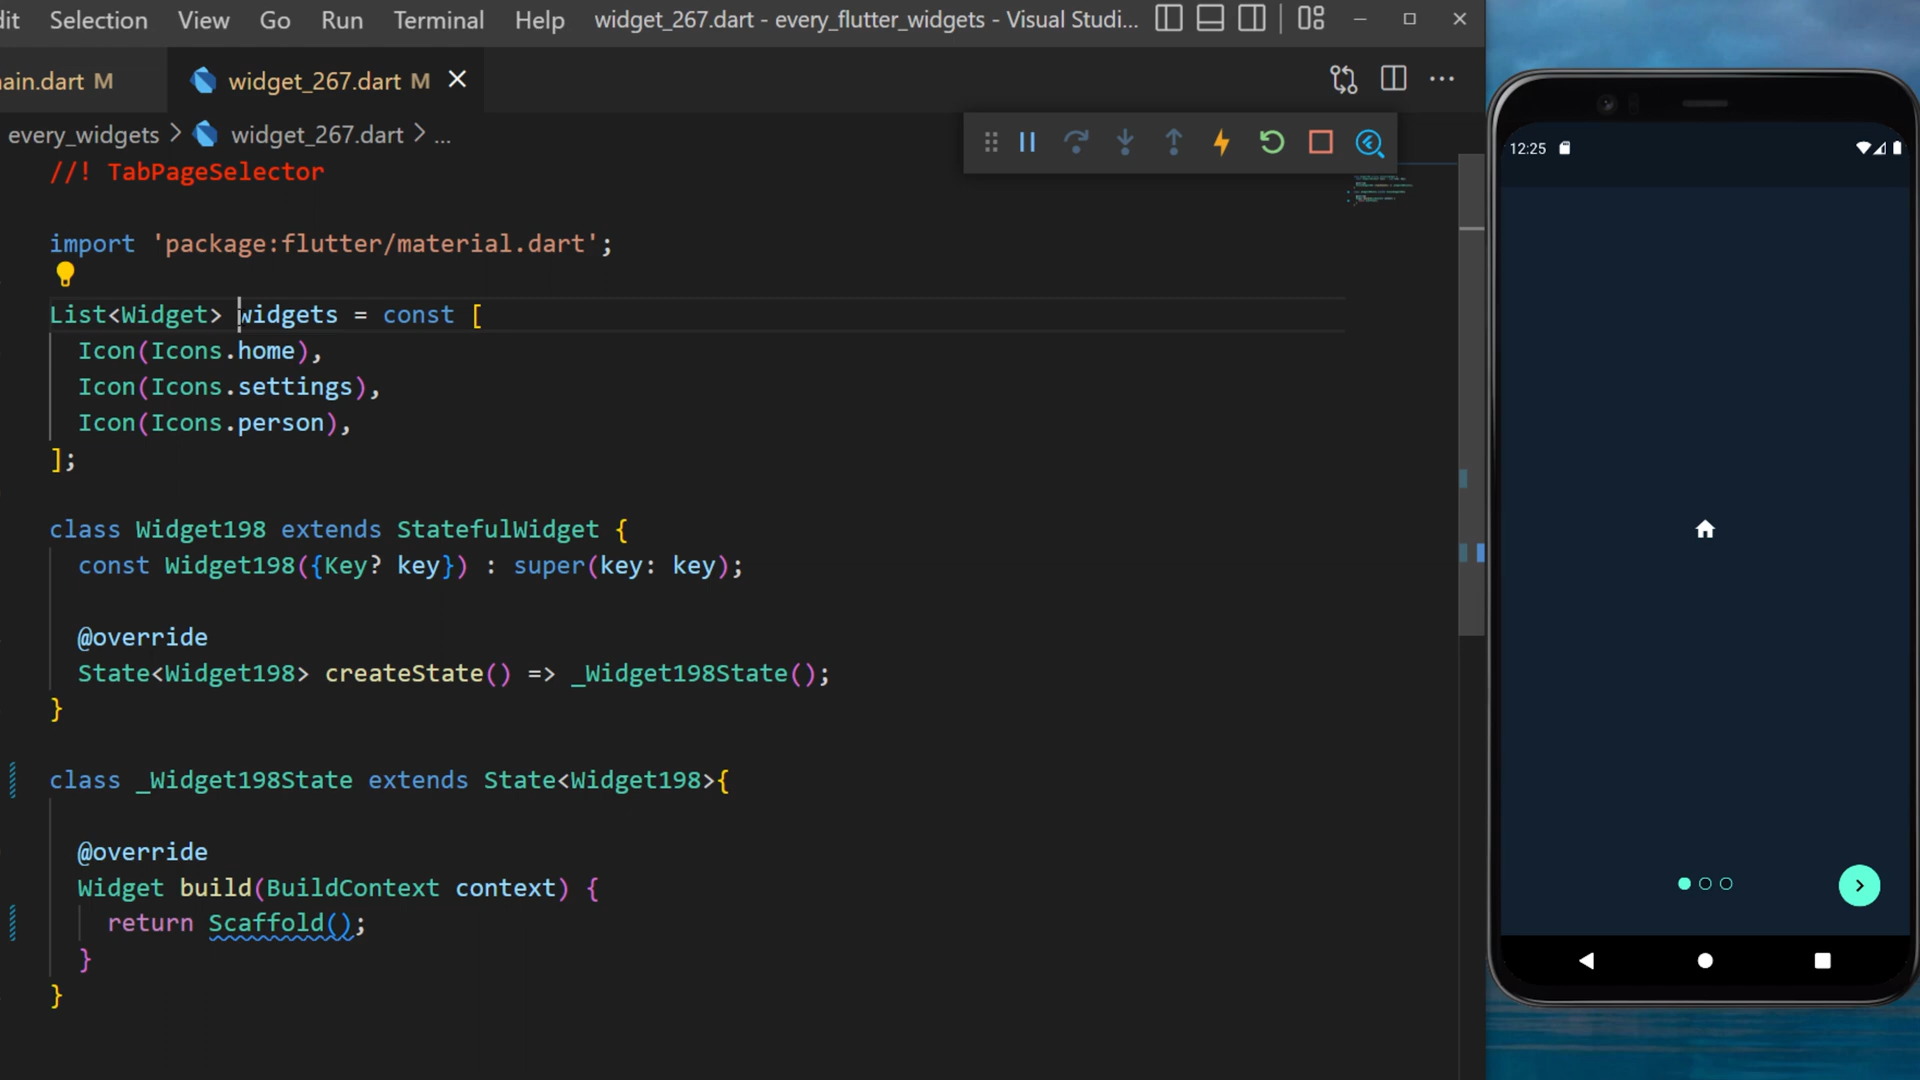 dit Selection View Go Run Terminal Help widget_267.dart - every_flutter_widgets - Visual Studi...
nain.dart M widget_267.dart M
every_widgets > widget_267.dart > ...
//! TabPageSelector
import 'package:flutter/material.dart';
List<Widget> widgets = const [
Icon(Icons.home),
Icon(Icons.settings),
Icon(Icons.person),
];
class Widget198 extends StatefulWidget {
const Widget198({Key? key}) : super(key: key);
@override
State<Widget198> createState() => _Widget198State();
}
class _Widget198State extends State<Widget198>{
@override
Widget build(BuildContext context) {
return Scaffold();
}
}
12:25